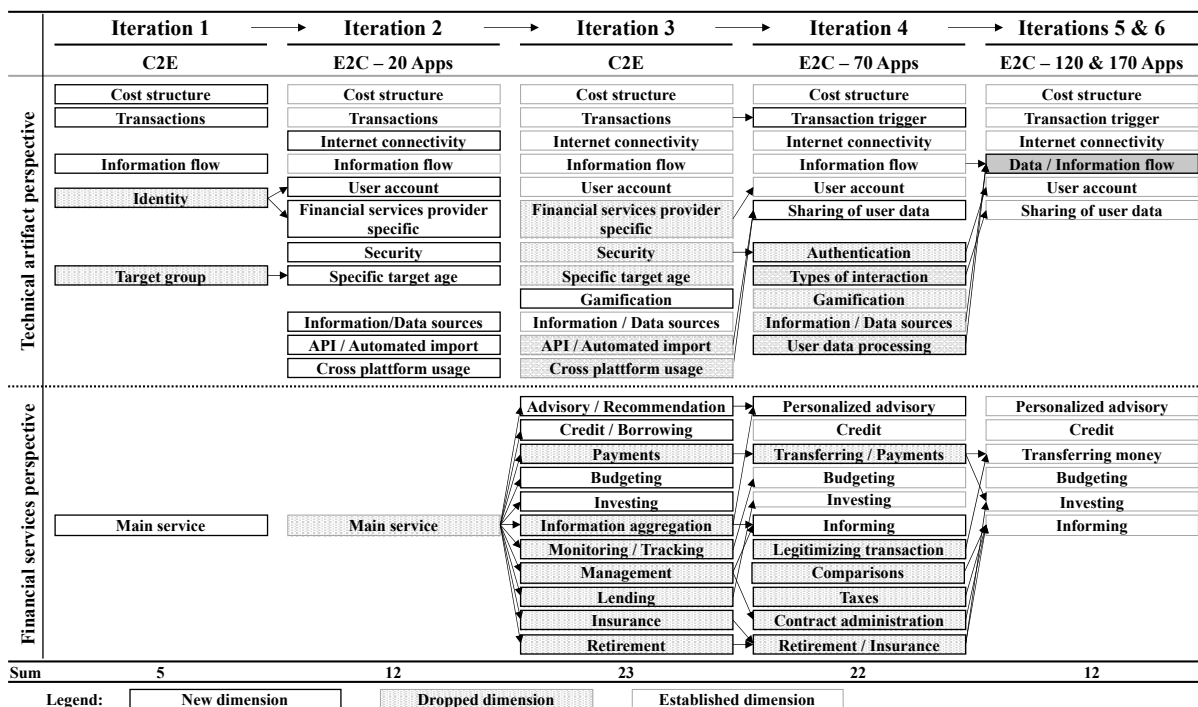 Iteration 1 Iteration 2 Iteration 3 Iteration 4 Iterations 5 & 6
C2E E2C – 20 Apps C2E E2C – 70 Apps E2C – 120 & 170 Apps
Technical artifact perspective
Cost structure Cost structure Cost structure Cost structure Cost structure
Transactions Transactions Transactions Transaction trigger Transaction trigger
Internet connectivity Internet connectivity Internet connectivity Internet connectivity
Information flow Information flow Information flow Information flow Data / Information flow
Identity User account User account User account User account
Financial services provider specific Financial services provider specific Sharing of user data Sharing of user data
Security Security Authentication
Target group Specific target age Specific target age Types of interaction
Gamification Gamification
Information/Data sources Information / Data sources Information / Data sources
API / Automated import API / Automated import User data processing
Cross plattform usage Cross plattform usage
Financial services perspective
Advisory / Recommendation Personalized advisory Personalized advisory
Credit / Borrowing Credit Credit
Payments Transferring / Payments Transferring money
Budgeting Budgeting Budgeting
Investing Investing Investing
Main service Main service Information aggregation Informing Informing
Monitoring / Tracking Legitimizing transaction
Management Comparisons
Lending Taxes
Insurance Contract administration
Retirement Retirement / Insurance
Sum 5 12 23 22 12
Legend: New dimension Dropped dimension Established dimension